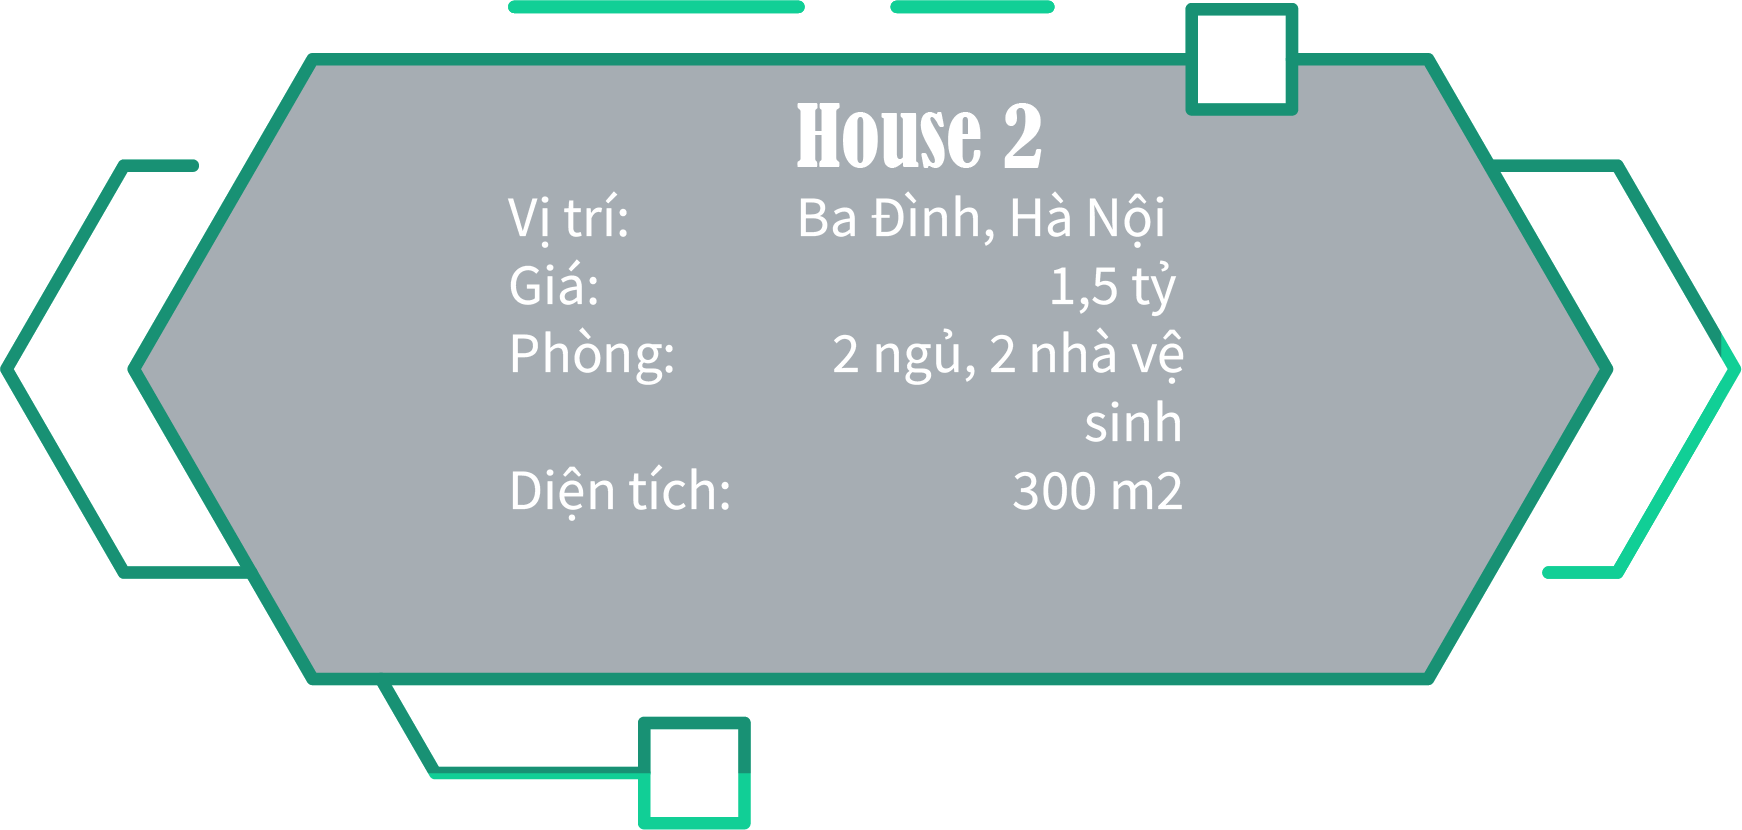 House 2
Vị trí: Ba Đình, Hà Nội
Giá: 1,5 tỷ
Phòng: 2 ngủ, 2 nhà vệ
sinh
Diện tích: 300 m2